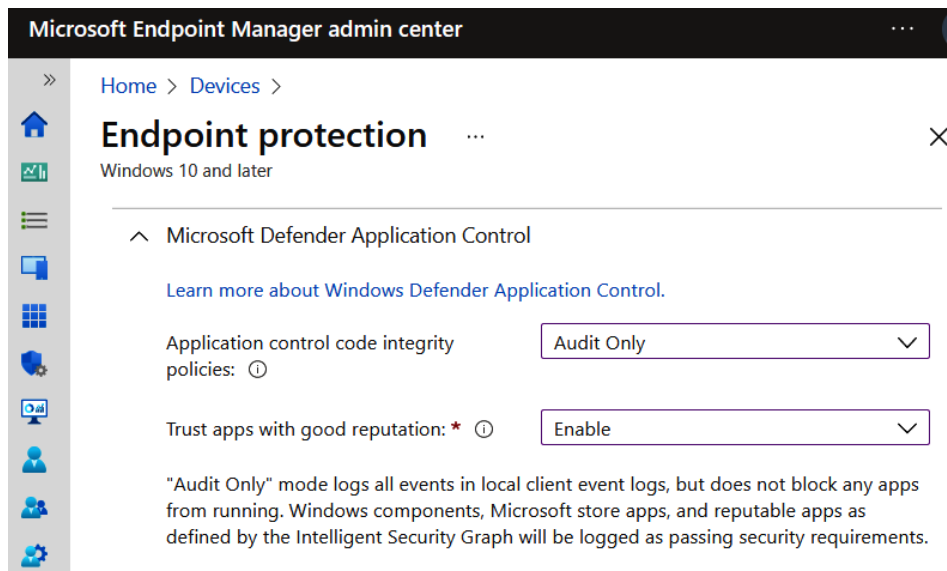 Microsoft Endpoint Manager admin center
Home > Devices >
Endpoint protection ...
Windows 10 and later
Microsoft Defender Application Control
Learn more about Windows Defender Application Control.
Application control code integrity
policies:
Audit Only
Trust apps with good reputation: *
Enable
"Audit Only" mode logs all events in local client event logs, but does not block any apps
from running. Windows components, Microsoft store apps, and reputable apps as
defined by the Intelligent Security Graph will be logged as passing security requirements.